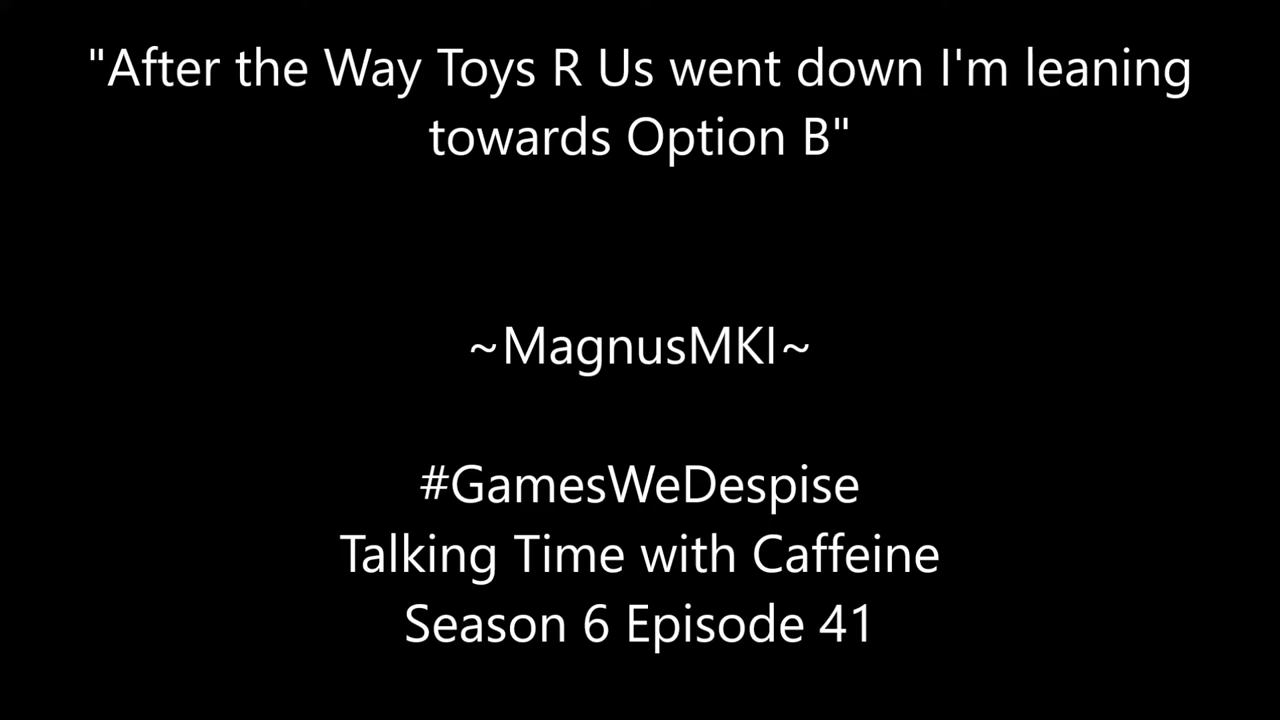 "After the Way Toys R Us went down I'm leaning
towards Option B"
~MagnusMKI~
#GamesWeDespise
Talking Time with Caffeine
Season 6 Episode 41